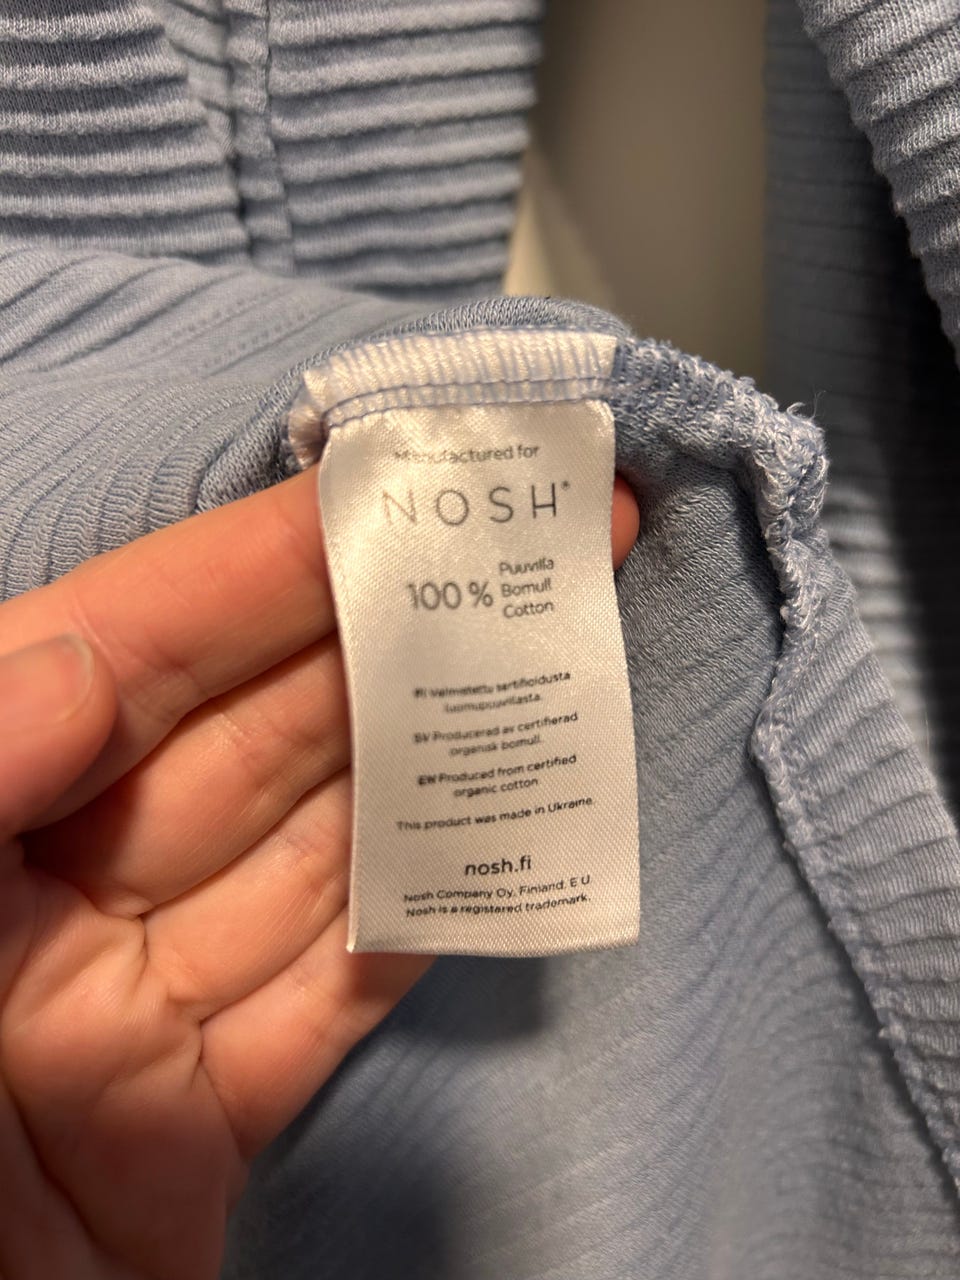 Manufactured for
NOSH®
100 % Puuvilla
Bomull
Cotton
FI Valmistettu sertifioidusta
luomupuuvillasta.
SV Producerad av certifierad
organisk bomull.
EN Produced from certified
organic cotton
This product was made in Ukraine.
nosh.fi
Nosh Company Oy, Finland, E U
Nosh is a registered trademark.